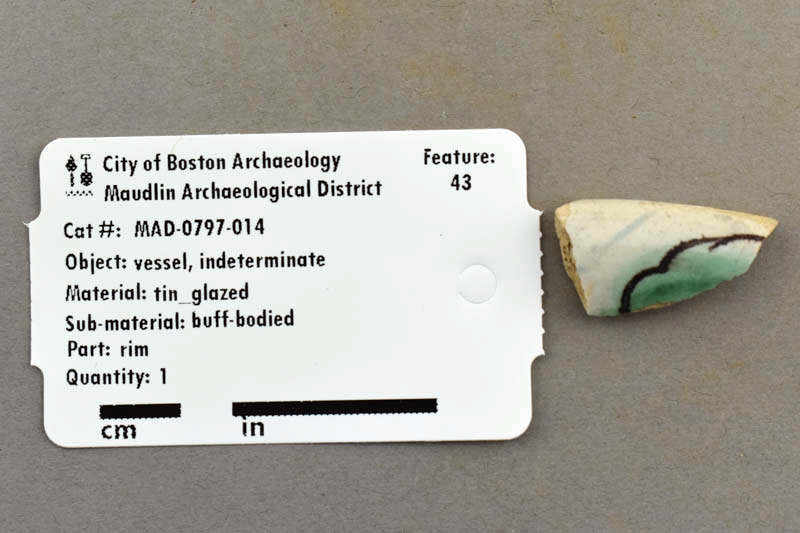 City of Boston Archaeology
Maudlin Archaeological District
Feature:
43
Cat #: MAD-0797-014
Object: vessel, indeterminate
Material: tin_glazed
Sub-material: buff-bodied
Part: rim
Quantity: 1
cm in